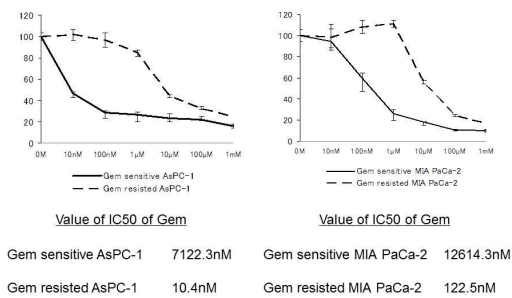 120
100
80
60
40
20
0
0M 10nM 100nM 1μM 10μM 100μM 1mM
Gem sensitive AsPC-1
Gem resisted AsPC-1
120
100
80
60
40
20
0
0M 10nM 100nM 1μM 10μM 100μM 1mM
Gem sensitive MIA PaCa-2
Gem resisted MIA PaCa-2
Value of IC50 of Gem
Gem sensitive AsPC-1 7122.3nM
Gem resisted AsPC-1 10.4nM
Value of IC50 of Gem
Gem sensitive MIA PaCa-2 12614.3nM
Gem resisted MIA PaCa-2 122.5nM